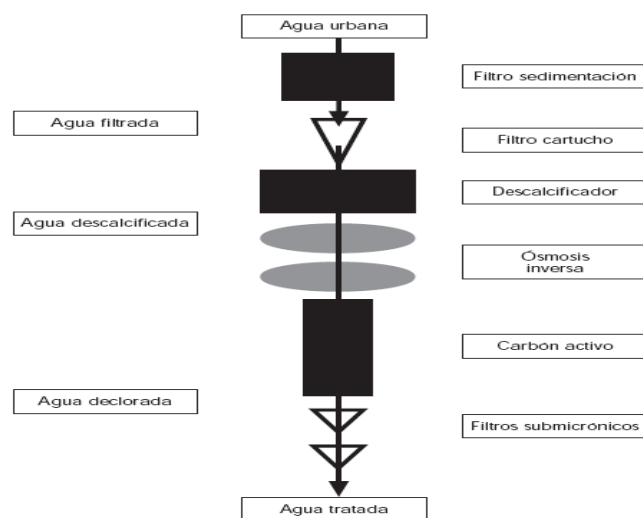 Agua urbana
Filtro sedimentación
Agua filtrada
Filtro cartucho
Descalcificador
Agua descalcificada
Ósmosis
inversa
Carbón activo
Agua declorada
Filtros submicrónicos
Agua tratada